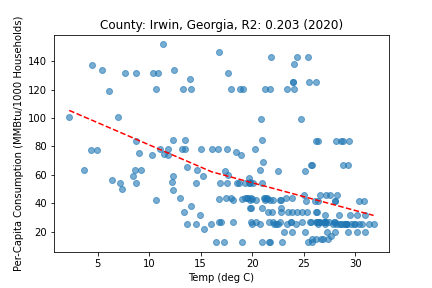 County: Irwin, Georgia, R2: 0.203 (2020)
Per-Capita Consumption (MMBtu/1000 Households)
140
120
100
80
60
40
20
5 10 15 20 25 30
Temp (deg C)